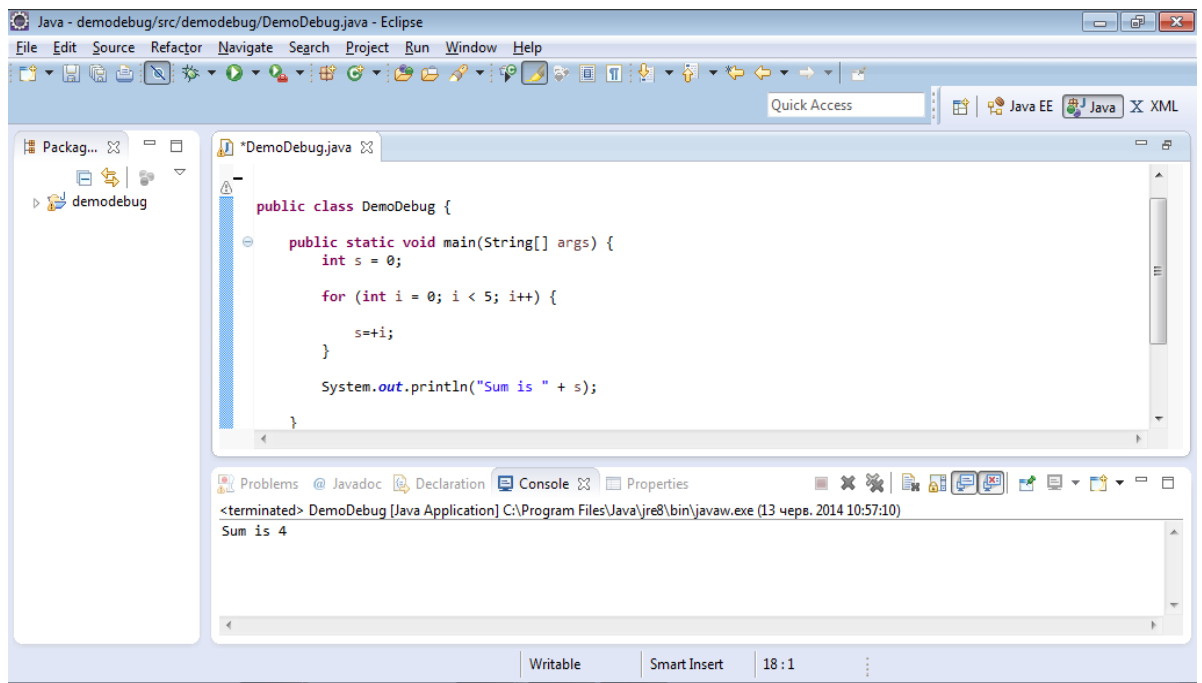 Java - demodebug/src/demodebug/DemoDebug.java - Eclipse
File Edit Source Refactor Navigate Search Project Run Window Help
Quick Access
Java EE
Java
XML
Packag...
demodebug
*DemoDebug.java
public class DemoDebug {
public static void main(String[] args) {
int s = 0;
for (int i = 0; i < 5; i++) {
s=+i;
}
System.out.println("Sum is " + s);
}
Problems @ Javadoc Declaration Console Properties
<terminated> DemoDebug [Java Application] C:\Program Files\Java\jre8\bin\javaw.exe (13 черв. 2014 10:57:10)
Sum is 4
Writable Smart Insert 18 : 1